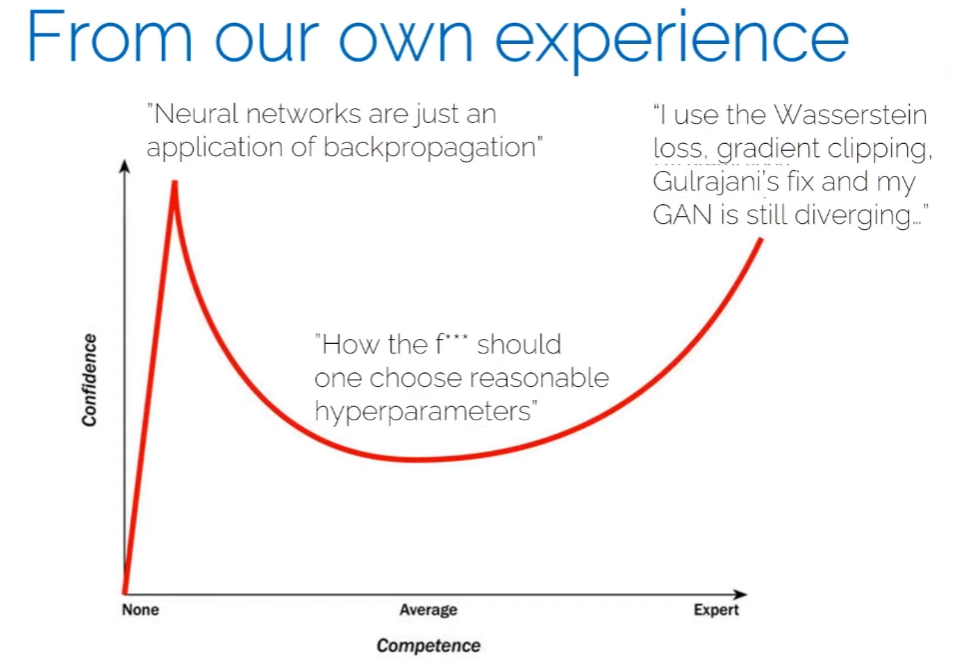 From our own experience
"Neural networks are just an
application of backpropagation"
"I use the Wasserstein
loss, gradient clipping,
Gulrajani's fix and my
GAN is still diverging..."
"How the f*** should
one choose reasonable
hyperparameters"
Confidence
None
Average
Expert
Competence